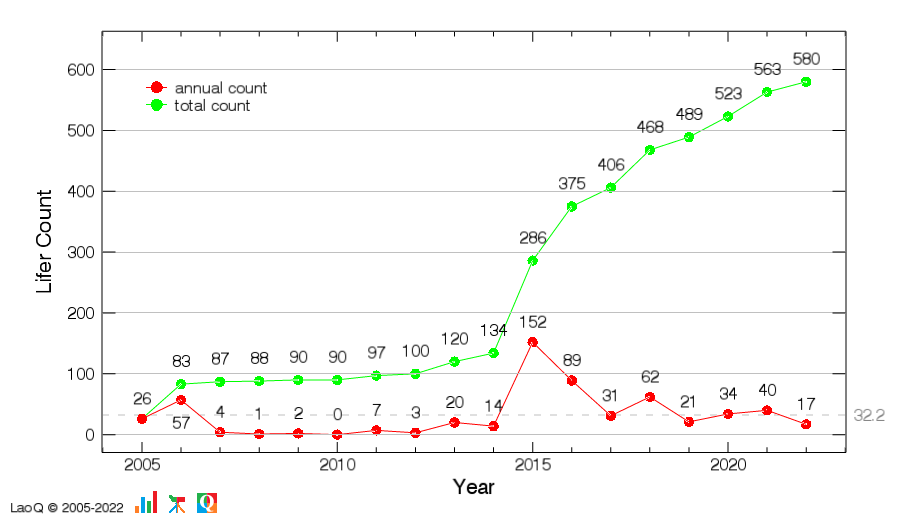 annual count
total count
600
500
400
300
200
100
0
Lifer Count
26 83 87 88 90 90 97 100 120 134 286 375 406 468 489 523 563 580
57 4 1 2 0 7 3 20 14 152 89 31 62 21 34 40 17
32.2
2005 2010 2015 2020
Year
LaoQ © 2005-2022
Q